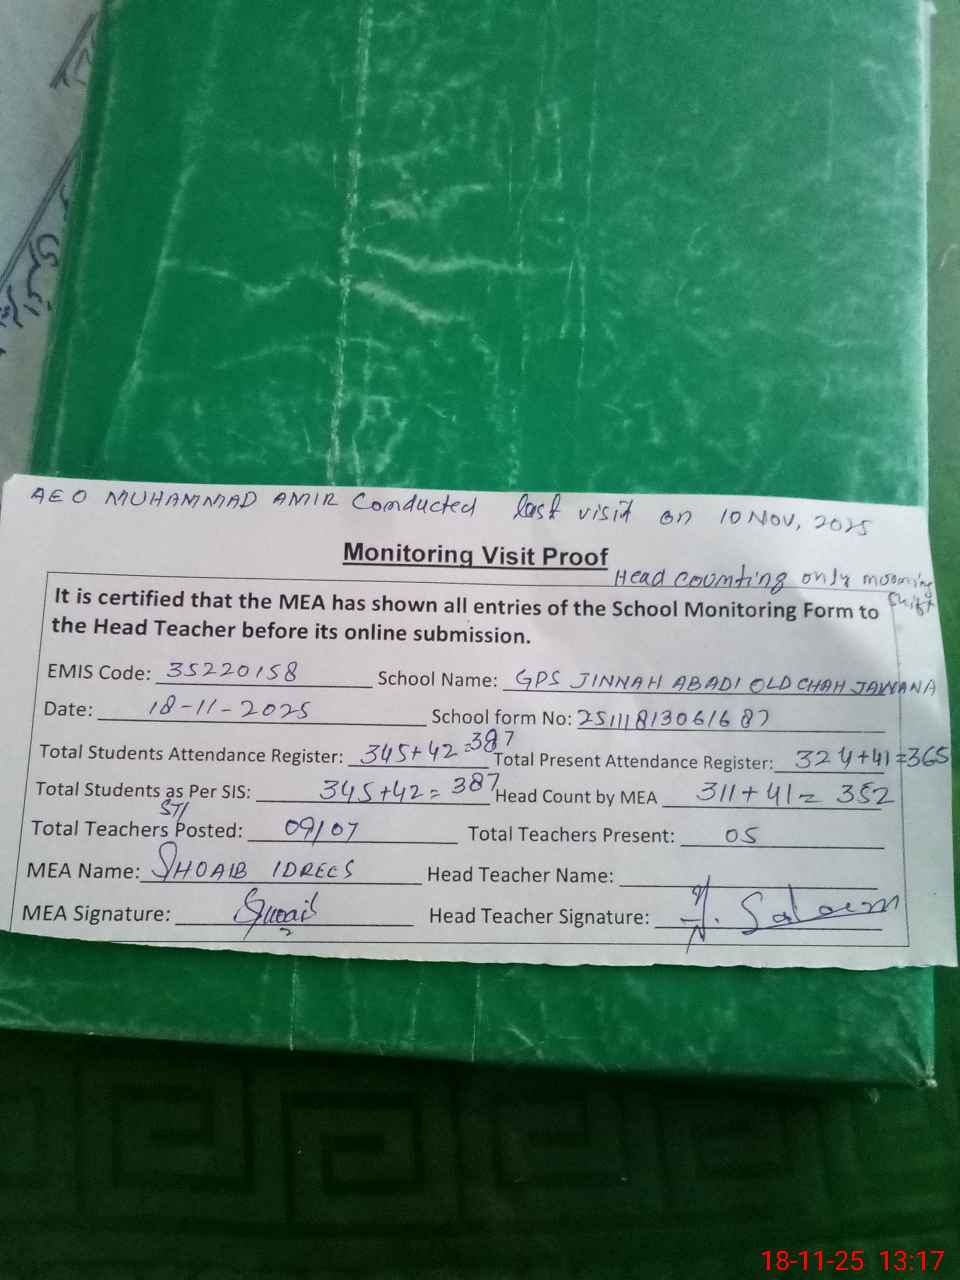 AEO MUHAMMAD AMIR Conducted last visit on 10 Nov, 2025
Monitoring Visit Proof
Head counting only morning shift
It is certified that the MEA has shown all entries of the School Monitoring Form to
the Head Teacher before its online submission.
EMIS Code: 35220158 School Name: GPS JINNAH ABADI OLD CHAH JAWANA
Date: 18-11-2025 School form No: 25111813061687
Total Students Attendance Register: 345+42=387 Total Present Attendance Register: 324+41=365
Total Students as Per SIS: 345+42= 387 Head Count by MEA 311+41= 352
STI
Total Teachers Posted: 09/07 Total Teachers Present: 05
MEA Name: SHOAIB IDREES Head Teacher Name:
MEA Signature: Head Teacher Signature: Saleem
18-11-25 13:17